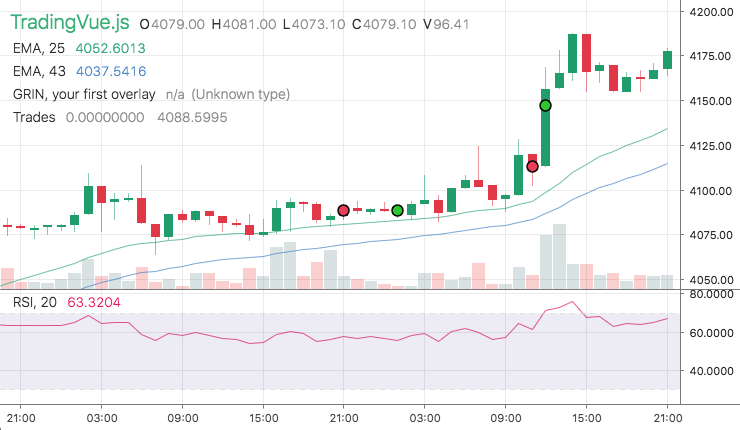 TradingVue.js O4079.00 H4081.00 L4073.10 C4079.10 V96.41
EMA, 25 4052.6013
EMA, 43 4037.5416
GRIN, your first overlay n/a (Unknown type)
Trades 0.00000000 4088.5995
4200.00
4175.00
4150.00
4125.00
4100.00
4075.00
4050.00
RSI, 20 63.3204
80.0000
60.0000
40.0000
21:00 03:00 09:00 15:00 21:00 03:00 09:00 15:00 21:00